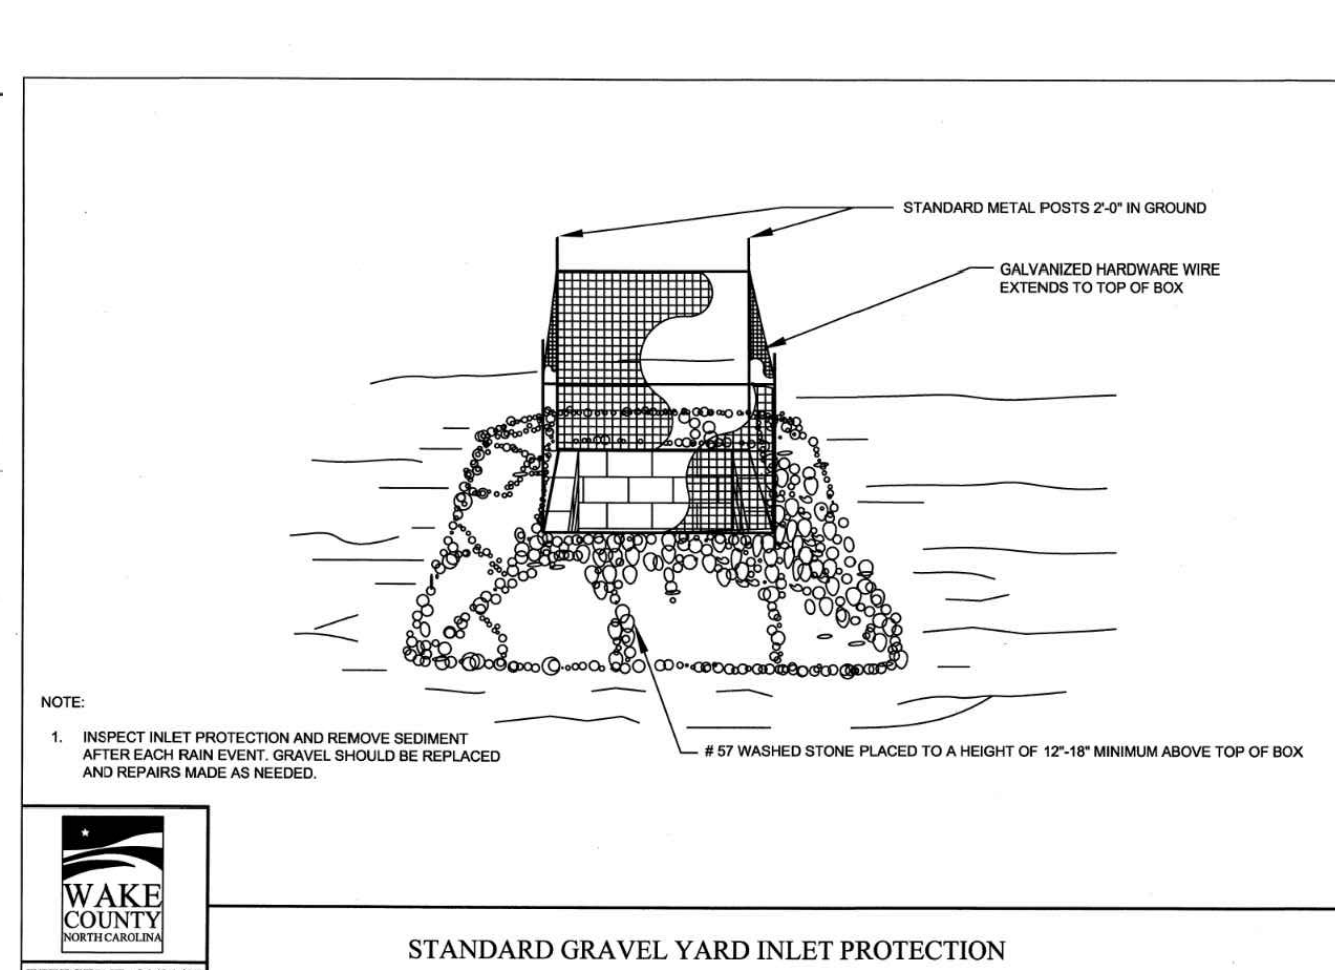 STANDARD METAL POSTS 2'-0" IN GROUND
GALVANIZED HARDWARE WIRE
EXTENDS TO TOP OF BOX
NOTE:
1. INSPECT INLET PROTECTION AND REMOVE SEDIMENT
AFTER EACH RAIN EVENT. GRAVEL SHOULD BE REPLACED
AND REPAIRS MADE AS NEEDED.
# 57 WASHED STONE PLACED TO A HEIGHT OF 12"-18" MINIMUM ABOVE TOP OF BOX
WAKE
COUNTY
NORTH CAROLINA
STANDARD GRAVEL YARD INLET PROTECTION